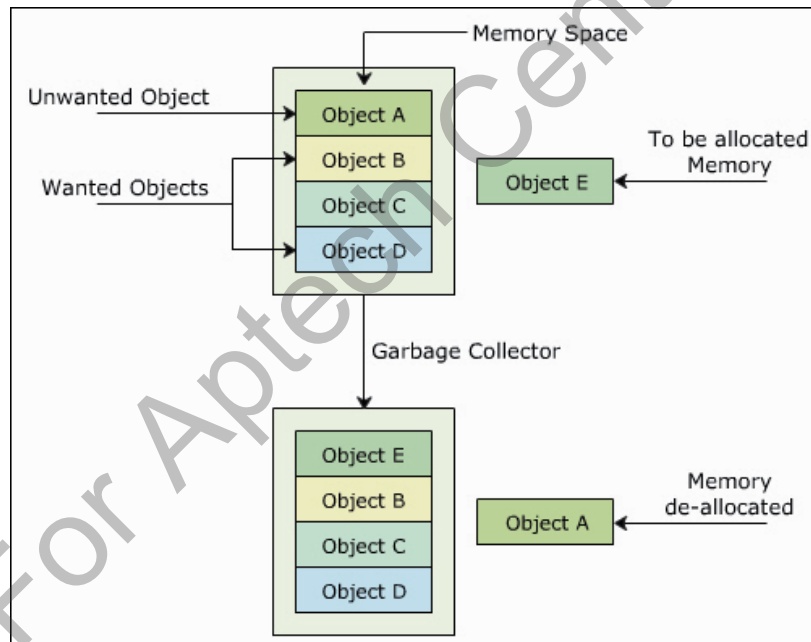 Memory Space
Unwanted Object
Object A
Object B
To be allocated
Memory
Object E
Wanted Objects
Object C
Object D
Garbage Collector
Object E
Object B
Object C
Object D
Memory
de-allocated
Object A
For Aptech Cent